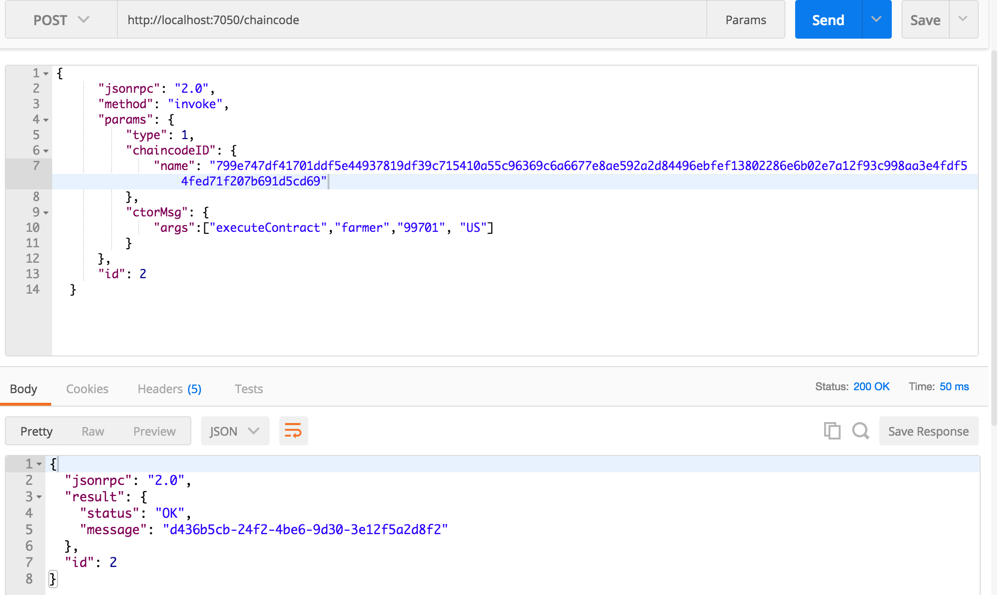 POST http://localhost:7050/chaincode Params Send Save
1 {
2 "jsonrpc": "2.0",
3 "method": "invoke",
4 "params": {
5 "type": 1,
6 "chaincodeID": {
7 "name": "799e747df41701ddf5e44937819df39c715410a55c96369c6a6677e8ae592a2d84496ebfef13802286e6b02e7a12f93c998aa3e4fdf5
4fed71f207b691d5cd69"
8 },
9 "ctorMsg": {
10 "args":["executeContract","farmer","99701", "US"]
11 }
12 },
13 "id": 2
14 }
Body Cookies Headers (5) Tests Status: 200 OK Time: 50 ms
Pretty Raw Preview JSON Save Response
1 {
2 "jsonrpc": "2.0",
3 "result": {
4 "status": "OK",
5 "message": "d436b5cb-24f2-4be6-9d30-3e12f5a2d8f2"
6 },
7 "id": 2
8 }